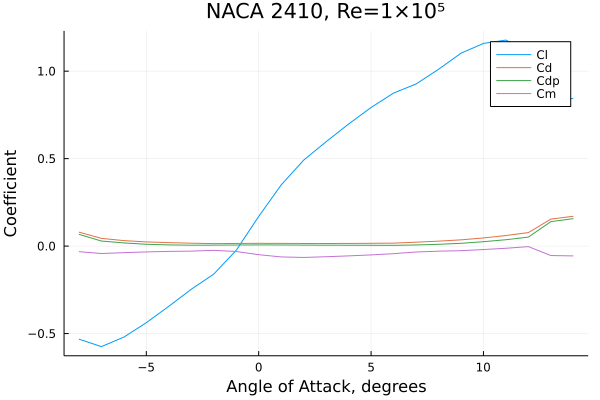 NACA 2410, Re=1×10⁵
Coefficient
1.0
0.5
0.0
−0.5
−5
0
5
10
Angle of Attack, degrees
Cl
Cd
Cdp
Cm